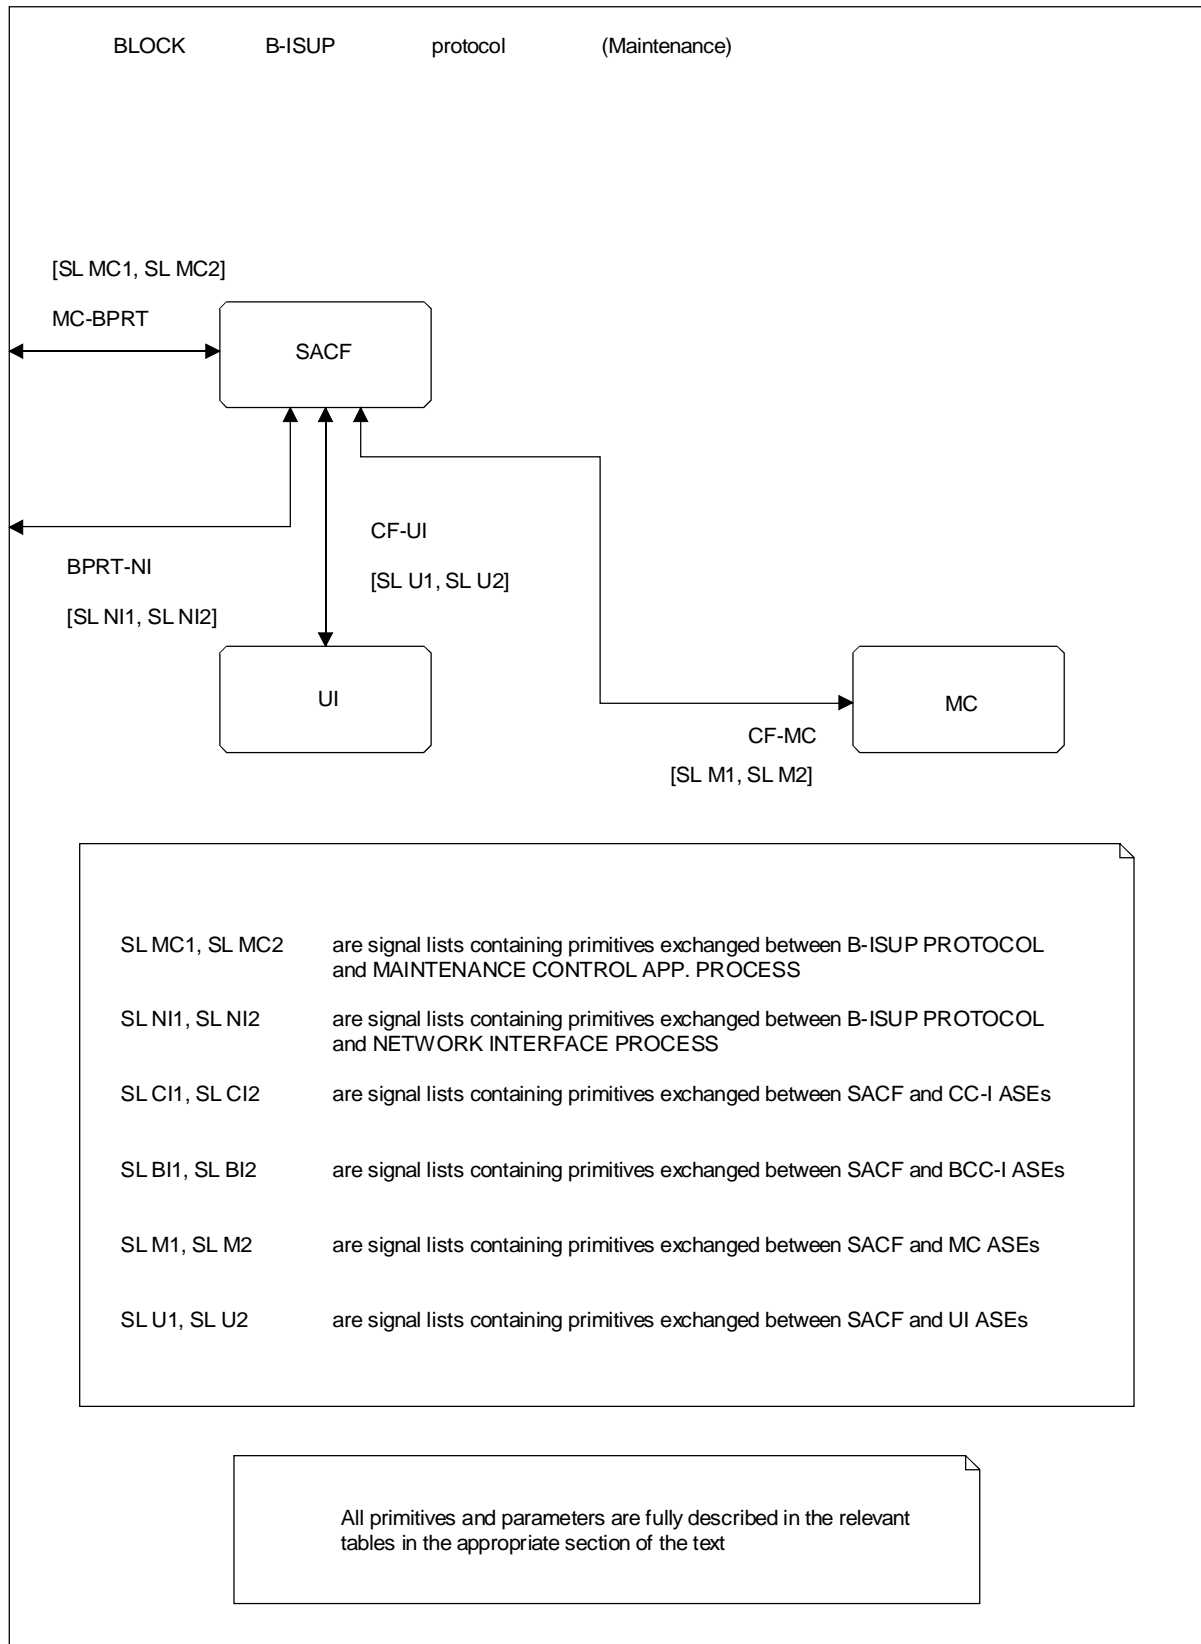 BLOCK B-ISUP protocol (Maintenance)
[SL MC1, SL MC2]
MC-BPRT
SACF
CF-UI
[SL U1, SL U2]
BPRT-NI
[SL NI1, SL NI2]
UI
MC
CF-MC
[SL M1, SL M2]
SL MC1, SL MC2 are signal lists containing primitives exchanged between B-ISUP PROTOCOL
and MAINTENANCE CONTROL APP. PROCESS
SL NI1, SL NI2 are signal lists containing primitives exchanged between B-ISUP PROTOCOL
and NETWORK INTERFACE PROCESS
SL CI1, SL CI2 are signal lists containing primitives exchanged between SACF and CC-I ASEs
SL BI1, SL BI2 are signal lists containing primitives exchanged between SACF and BCC-I ASEs
SL M1, SL M2 are signal lists containing primitives exchanged between SACF and MC ASEs
SL U1, SL U2 are signal lists containing primitives exchanged between SACF and UI ASEs
All primitives and parameters are fully described in the relevant
tables in the appropriate section of the text